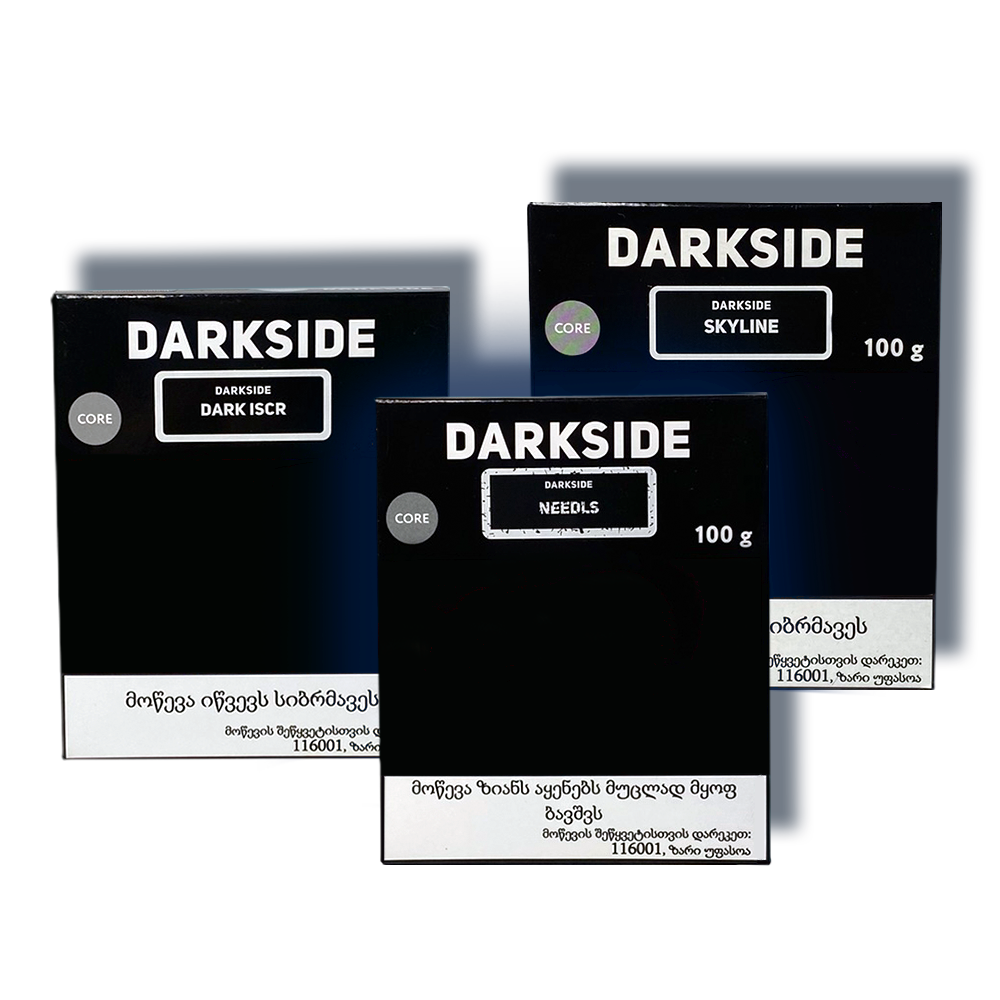 DARKSIDE
DARKSIDE
DARK ISCR
CORE
მოწევა იწვევს სიბრმავეს
მოწევის შეწყვეტისთვის
116001, ზარი
DARKSIDE
DARKSIDE
NEEDLS
CORE
100 g
მოწევა ზიანს აყენებს მუცლად მყოფ
ბავშვს
მოწევის შეწყვეტისთვის დარეკეთ:
116001, ზარი უფასოა
DARKSIDE
DARKSIDE
SKYLINE
CORE
100 g
იბრმავეს
ეწყვეტისთვის დარეკეთ:
116001, ზარი უფასოა